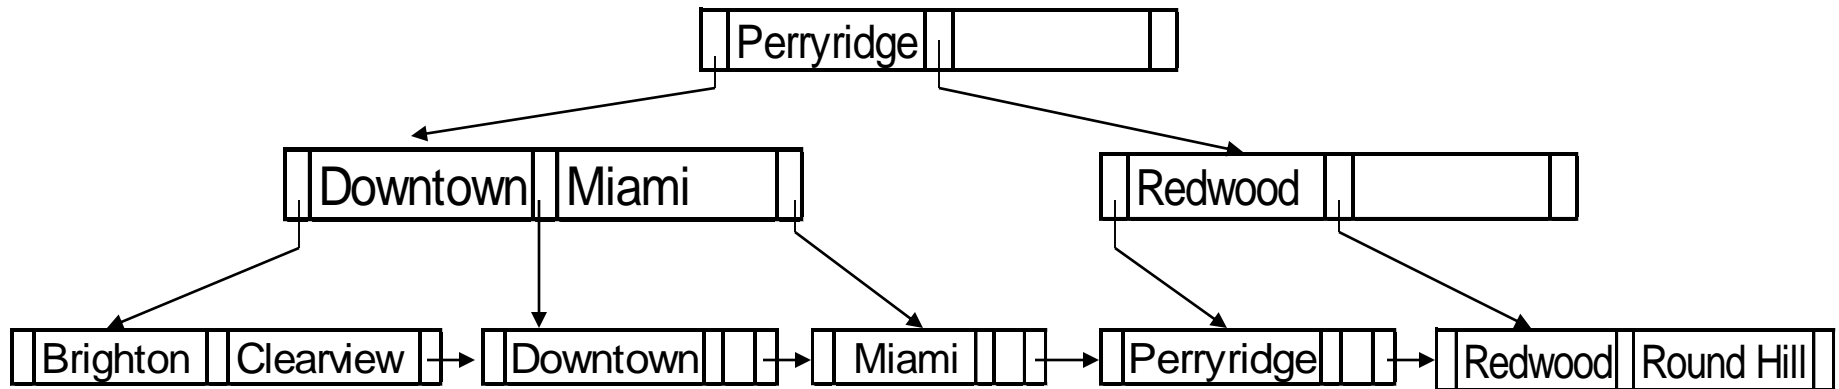 Perryridge
Downtown Miami Redwood
Brighton Clearview Downtown Miami Perryridge Redwood Round Hill